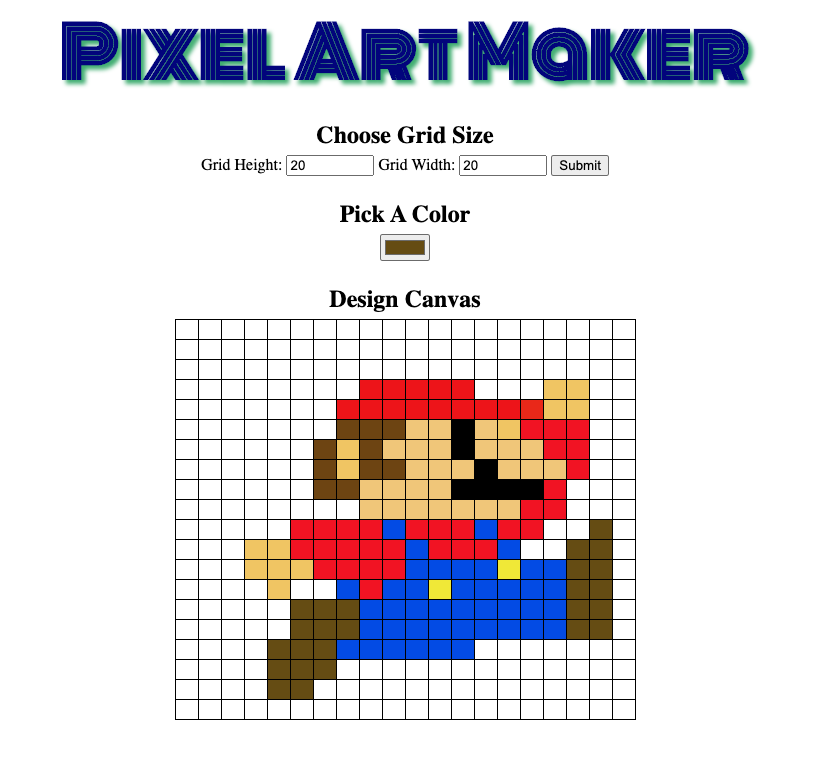 Pixel Art Maker
Choose Grid Size
Grid Height: 20 Grid Width: 20 Submit
Pick A Color
Design Canvas